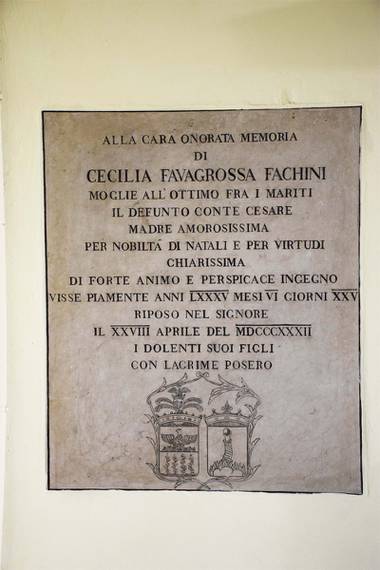 ALLA CARA ONORATA MEMORIA
DI
CECILIA FAVAGROSSA FACHINI
MOGLIE ALL'OTTIMO FRA I MARITI
IL DEFUNTO CONTE CESARE
MADRE AMOROSISSIMA
PER NOBILTÀ DI NATALI E PER VIRTUDI
CHIARISSIMA
DI FORTE ANIMO E PERSPICACE INGEGNO
VISSE PIAMENTE ANNI LXXXV MESI VI GIORNI XXV
RIPOSO NEL SIGNORE
IL XXVIII APRILE DEL MDCCCXXXII
I DOLENTI SUOI FIGLI
CON LAGRIME POSERO